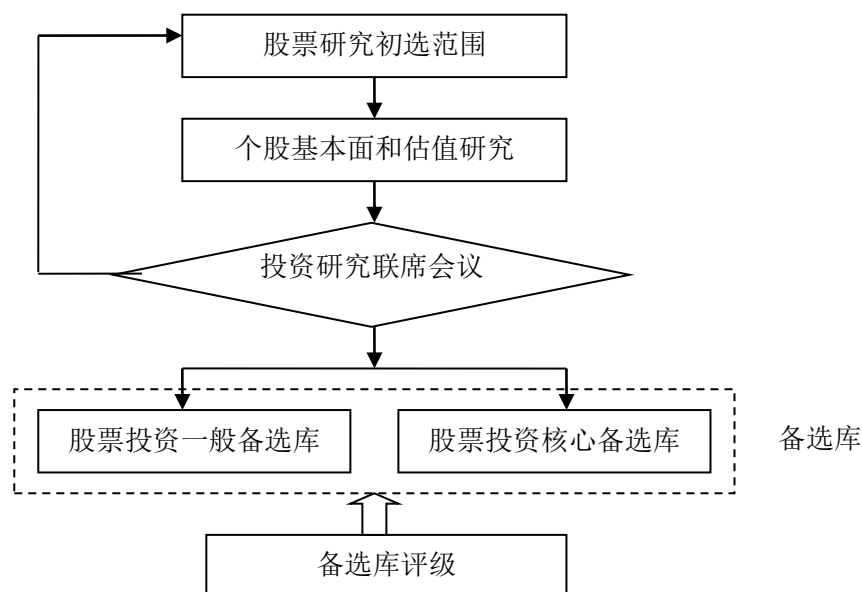 股票研究初选范围
个股基本面和估值研究
投资研究联席会议
股票投资一般备选库
股票投资核心备选库
备选库
备选库评级